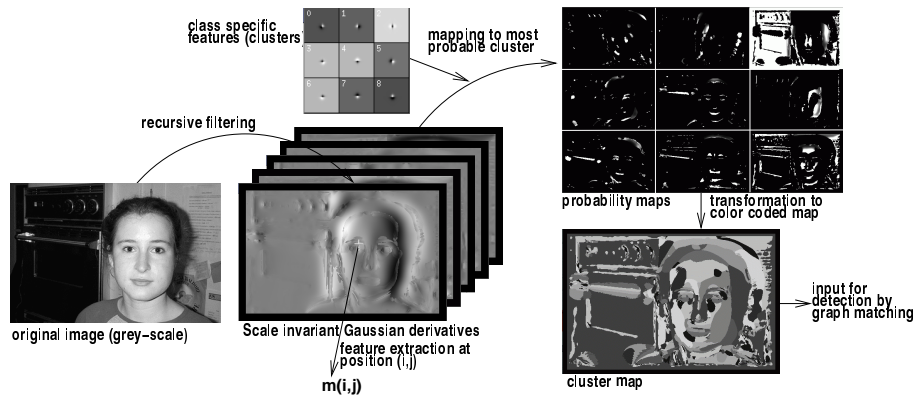 class specific
features (clusters)
0 1 2
3 4 5
6 7 8
mapping to most
probable cluster
recursive filtering
original image (grey-scale)
Scale invariant Gaussian derivatives
feature extraction at
position (i,j)
m(i,j)
probability maps
transformation to
color coded map
cluster map
input for
detection by
graph matching